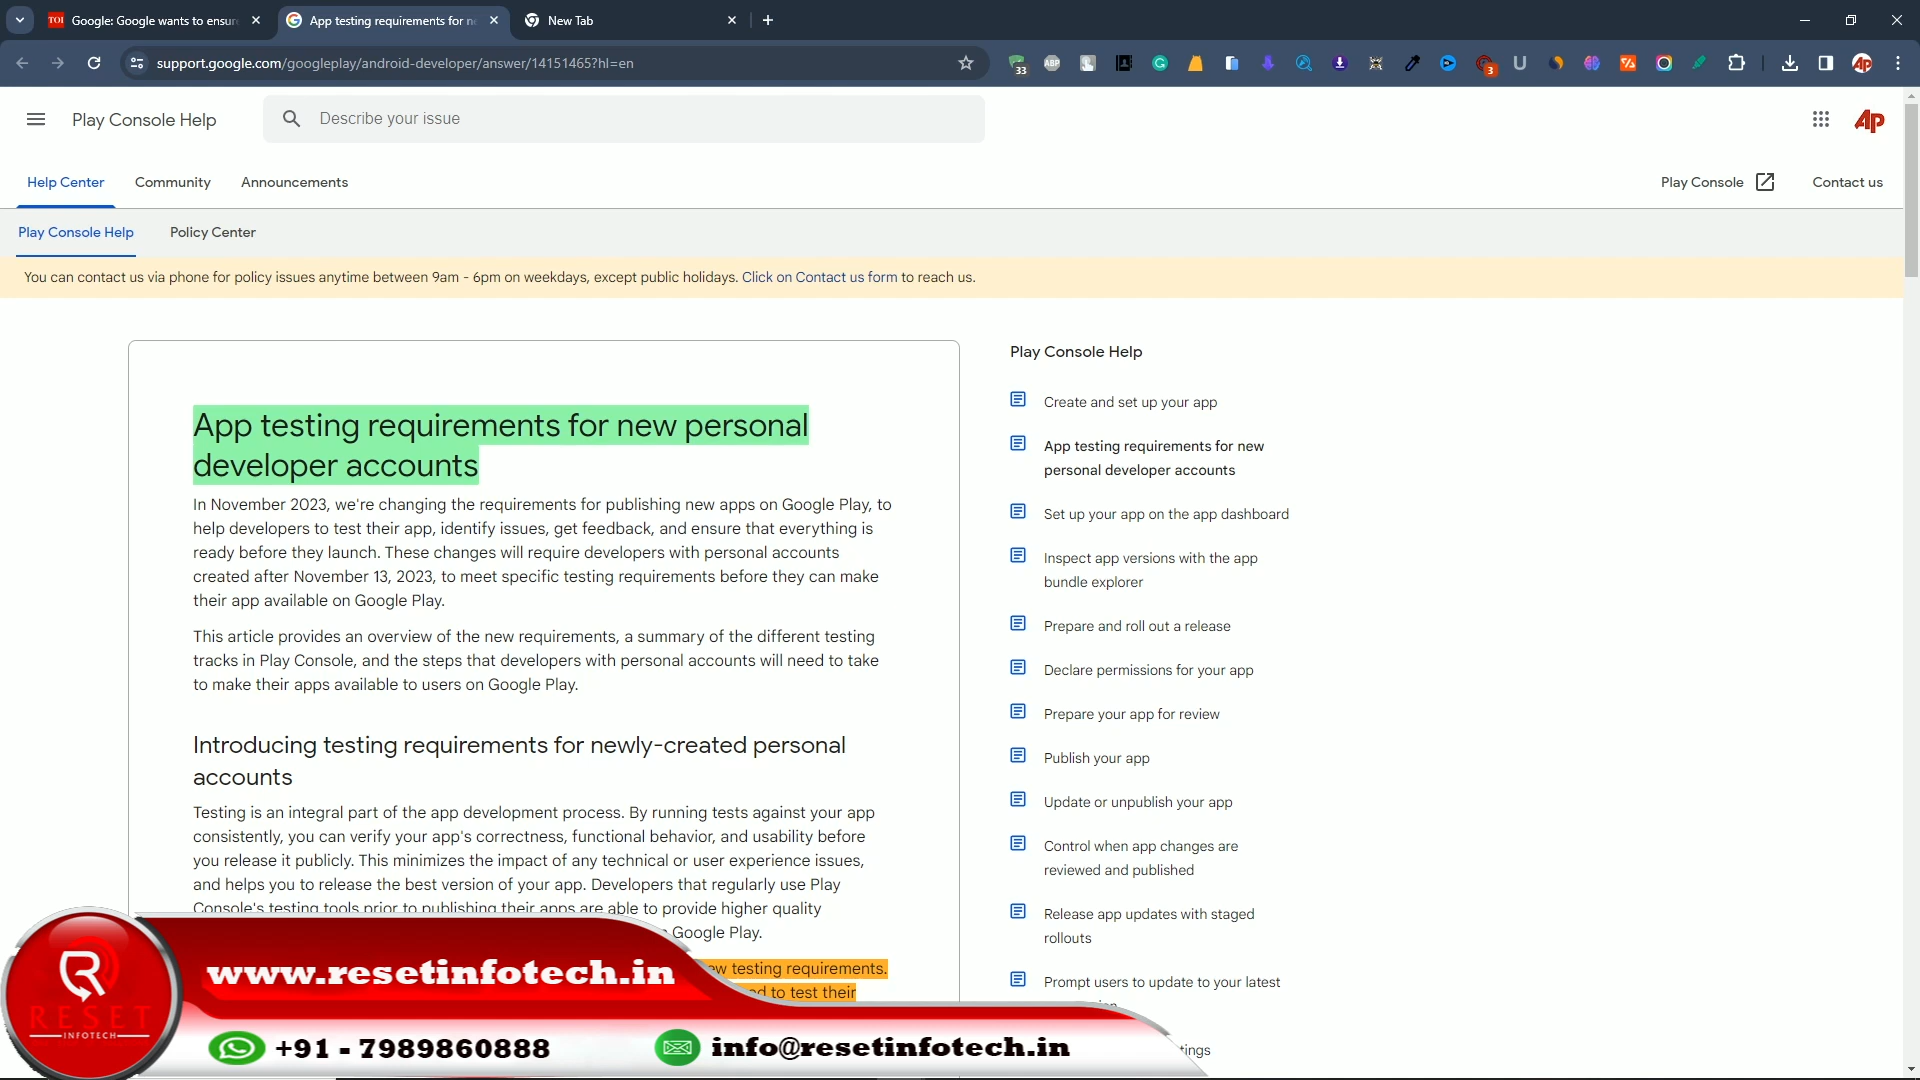 Google: Google wants to ensur
App testing requirements for n
New Tab
support.google.com/googleplay/android-developer/answer/14151465?hl=en
Play Console Help
Describe your issue
Help Center
Community
Announcements
Play Console
Contact us
Play Console Help
Policy Center
You can contact us via phone for policy issues anytime between 9am - 6pm on weekdays, except public holidays. Click on Contact us form to reach us.
App testing requirements for new personal
developer accounts
In November 2023, we're changing the requirements for publishing new apps on Google Play, to
help developers to test their app, identify issues, get feedback, and ensure that everything is
ready before they launch. These changes will require developers with personal accounts
created after November 13, 2023, to meet specific testing requirements before they can make
their app available on Google Play.
This article provides an overview of the new requirements, a summary of the different testing
tracks in Play Console, and the steps that developers with personal accounts will need to take
to make their apps available to users on Google Play.
Introducing testing requirements for newly-created personal
accounts
Testing is an integral part of the app development process. By running tests against your app
consistently, you can verify your app's correctness, functional behavior, and usability before
you release it publicly. This minimizes the impact of any technical or user experience issues,
and helps you to release the best version of your app. Developers that regularly use Play
Console's testing tools prior to publishing their apps are able to provide higher quality
Google Play.
testing requirements.
to test their
Play Console Help
Create and set up your app
App testing requirements for new
personal developer accounts
Set up your app on the app dashboard
Inspect app versions with the app
bundle explorer
Prepare and roll out a release
Declare permissions for your app
Prepare your app for review
Publish your app
Update or unpublish your app
Control when app changes are
reviewed and published
Release app updates with staged
rollouts
Prompt users to update to your latest
RESET
INFOTECH
www.resetinfotech.in
+91 - 7989860888
info@resetinfotech.in